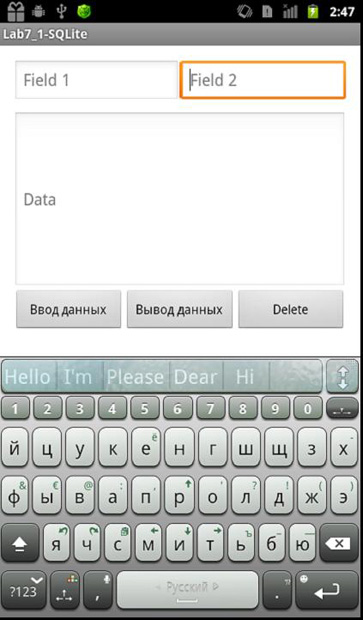 2:47
Lab7_1-SQLite
Field 1 Field 2
Data
Ввод данных Вывод данных Delete
Hello I'm Please Dear Hi
1 2 3 4 5 6 7 8 9 0
й ц у к е ё н г ш щ з х
ф & ы € в @ а п р о л ? д ! ж э
я ч с м и т ь ъ б ю
?123 , Русский .